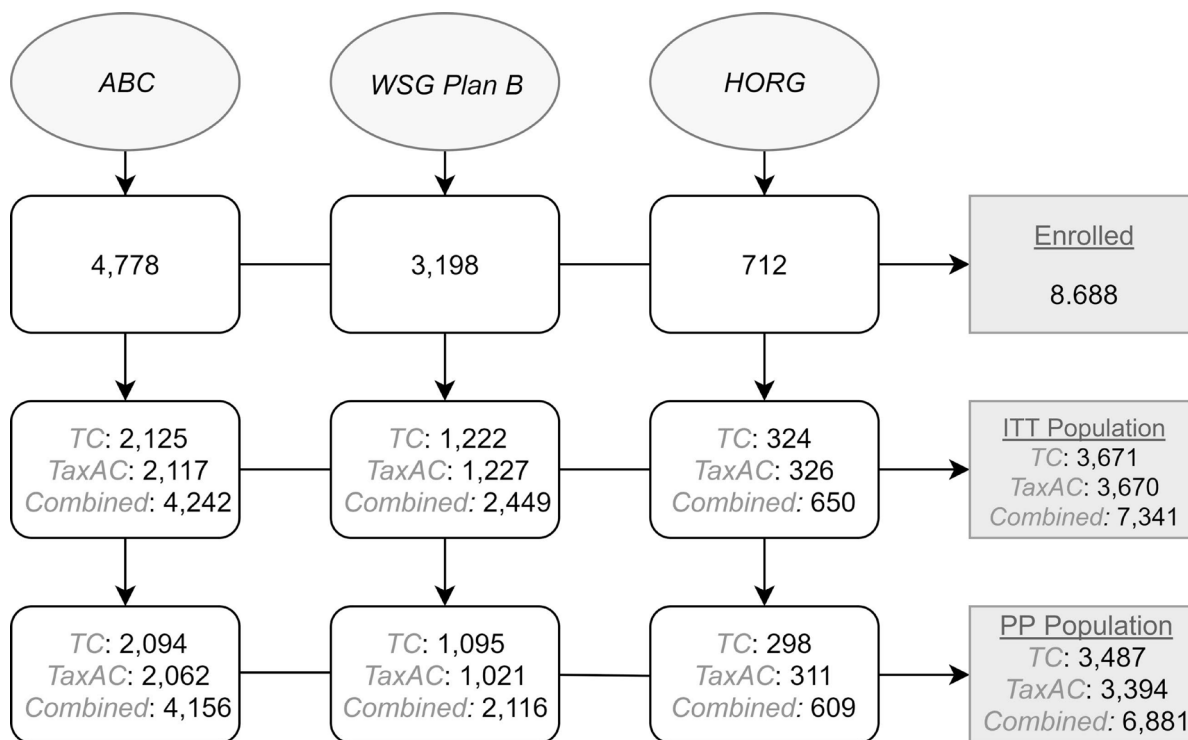 ABC
WSG Plan B
HORG
4,778
3,198
712
Enrolled
8.688
TC: 2,125
TaxAC: 2,117
Combined: 4,242
TC: 1,222
TaxAC: 1,227
Combined: 2,449
TC: 324
TaxAC: 326
Combined: 650
ITT Population
TC: 3,671
TaxAC: 3,670
Combined: 7,341
TC: 2,094
TaxAC: 2,062
Combined: 4,156
TC: 1,095
TaxAC: 1,021
Combined: 2,116
TC: 298
TaxAC: 311
Combined: 609
PP Population
TC: 3,487
TaxAC: 3,394
Combined: 6,881